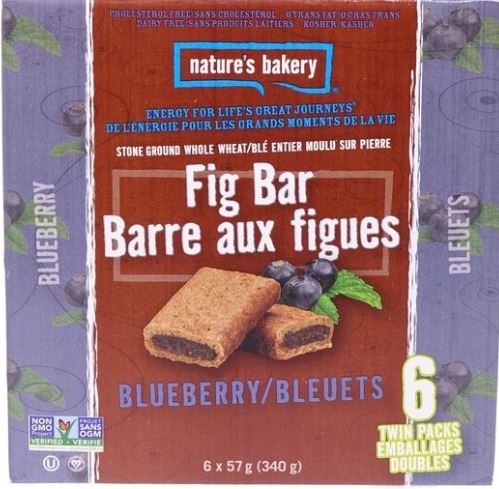 CHOLESTEROL FREE/SANS CHOLESTÉROL - 0 TRANS FAT/0 GRAS TRANS
DAIRY FREE/SANS PRODUITS LAITIERS - KOSHER/KASHER
nature's bakery
®
ENERGY FOR LIFE'S GREAT JOURNEYS®
DE L'ÉNERGIE POUR LES GRANDS MOMENTS DE LA VIE
STONE GROUND WHOLE WHEAT/BLÉ ENTIER MOULU SUR PIERRE
Fig Bar
Barre aux figues
BLUEBERRY
BLEUETS
BLUEBERRY/BLEUETS
6
TWIN PACKS
EMBALLAGES
DOUBLES
NON
GMO
Project
VERIFIED
PROJET
SANS
OGM
VÉRIFIÉ
U
6 x 57 g (340 g)